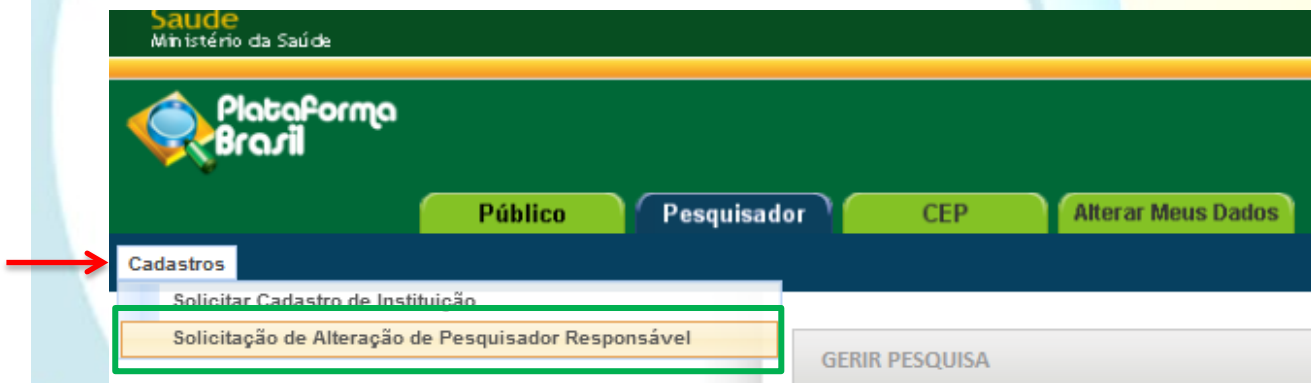 Saúde
Ministério da Saúde
Plataforma
Brasil
Público Pesquisador CEP Alterar Meus Dados
Cadastros
Solicitar Cadastro de Instituição
Solicitação de Alteração de Pesquisador Responsável
GERIR PESQUISA